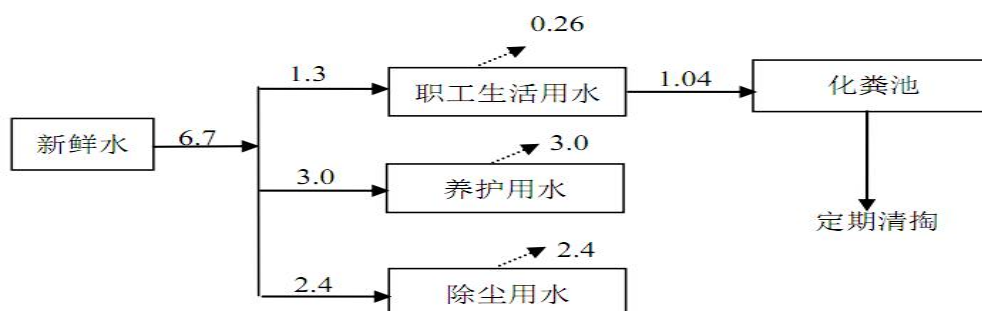 0.26
1.3
职工生活用水
1.04
化粪池
新鲜水
6.7
3.0
3.0
养护用水
定期清掏
2.4
2.4
除尘用水